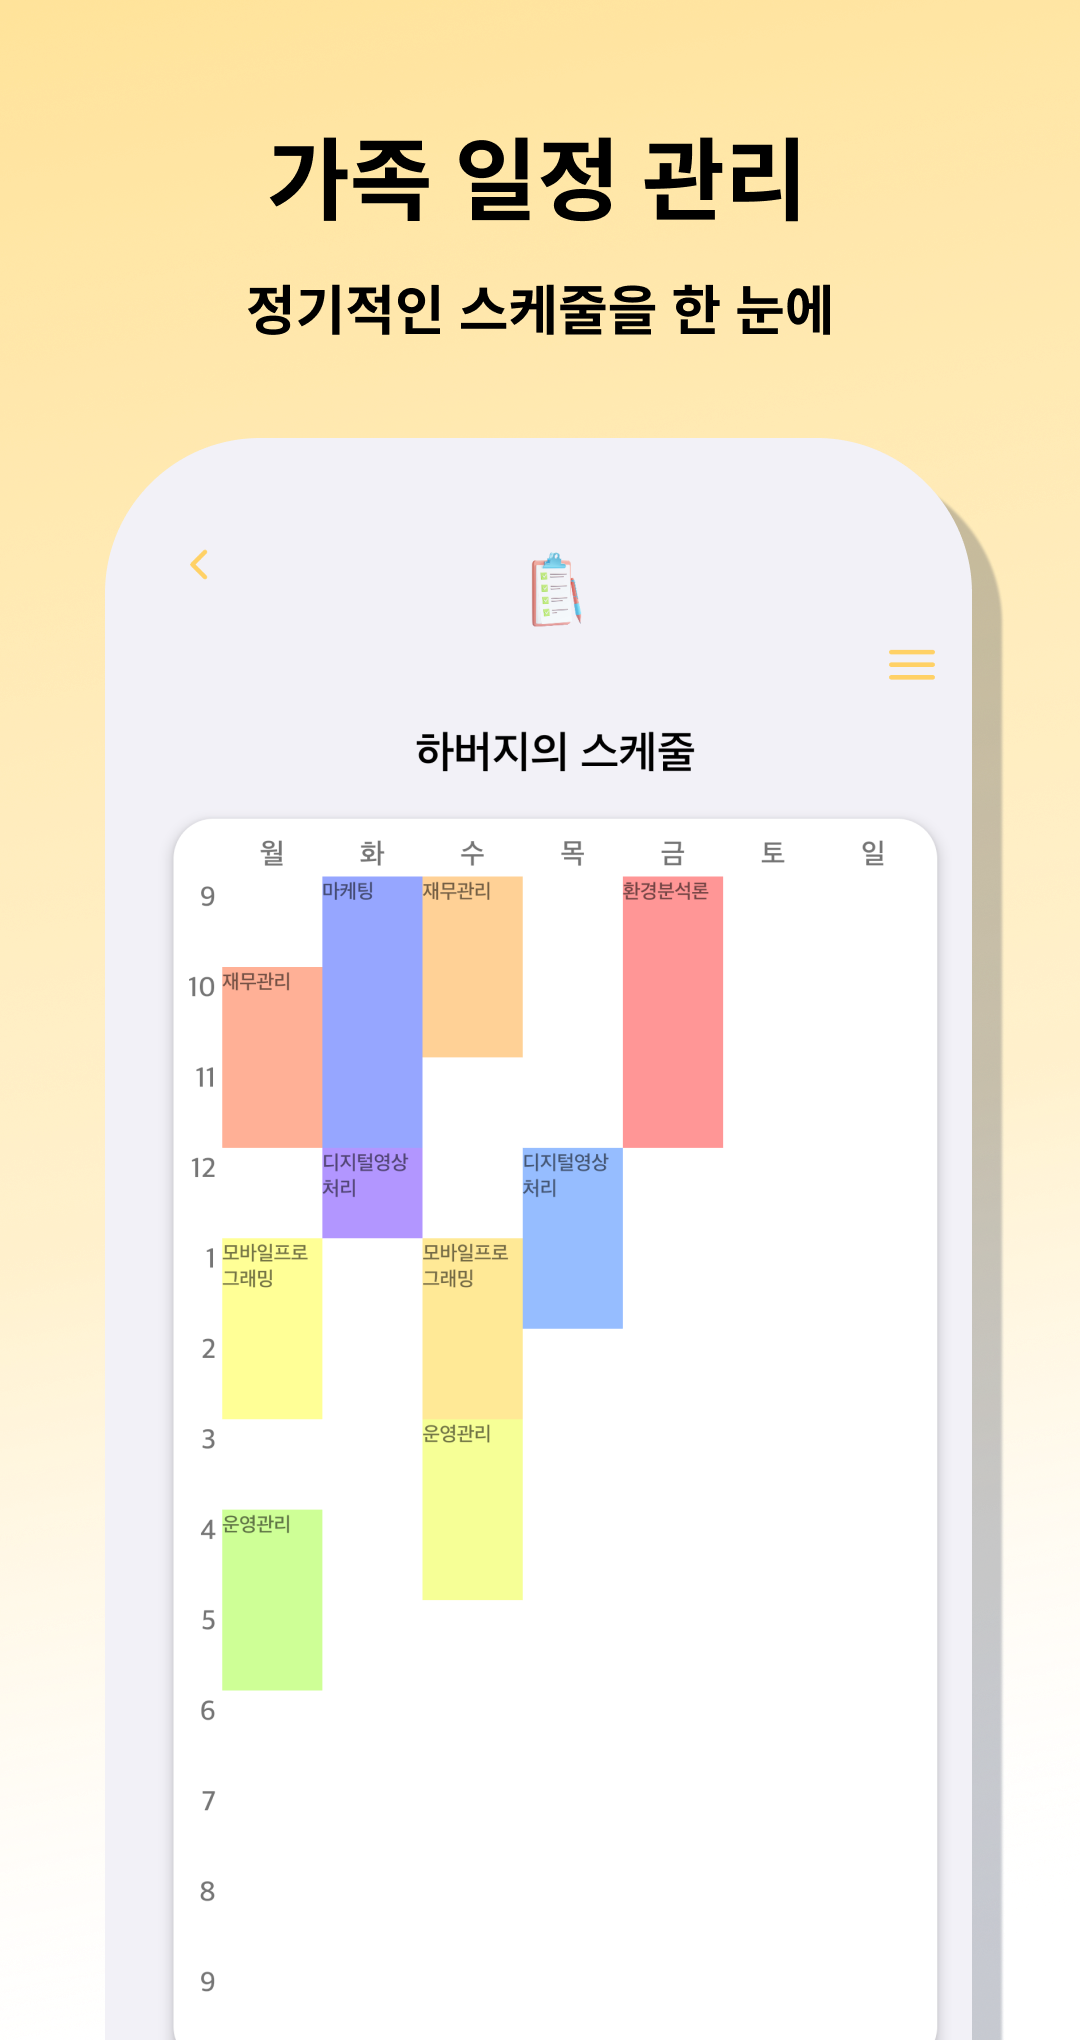 가족 일정 관리
정기적인 스케줄을 한 눈에
하버지의 스케줄
월 화 수 목 금 토 일
9 마케팅 재무관리 환경분석론
10 재무관리
11
12 디지털영상 디지털영상
처리 처리
1 모바일프로 모바일프로
그래밍 그래밍
2
3 운영관리
4 운영관리
5
6
7
8
9